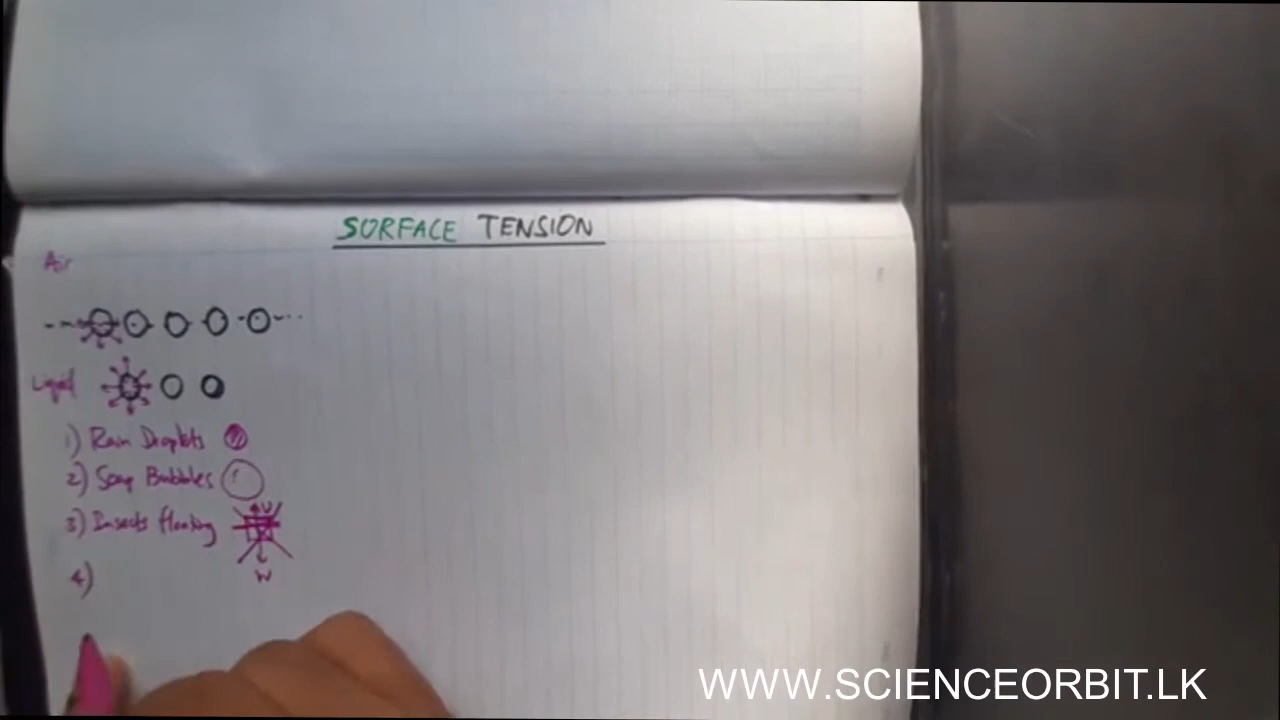 SURFACE TENSION
Air
Liquid
1) Rain Droplets
2) Soap Bubbles
3) Insects floating
U
W
4)
WWW.SCIENCEORBIT.LK